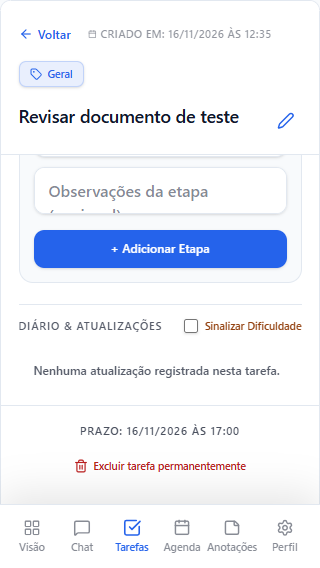 Voltar
CRIADO EM: 16/11/2026 ÀS 12:35
Geral
Revisar documento de teste
Observações da etapa
+ Adicionar Etapa
DIÁRIO & ATUALIZAÇÕES
Sinalizar Dificuldade
Nenhuma atualização registrada nesta tarefa.
PRAZO: 16/11/2026 ÀS 17:00
Excluir tarefa permanentemente
Visão
Chat
Tarefas
Agenda
Anotações
Perfil